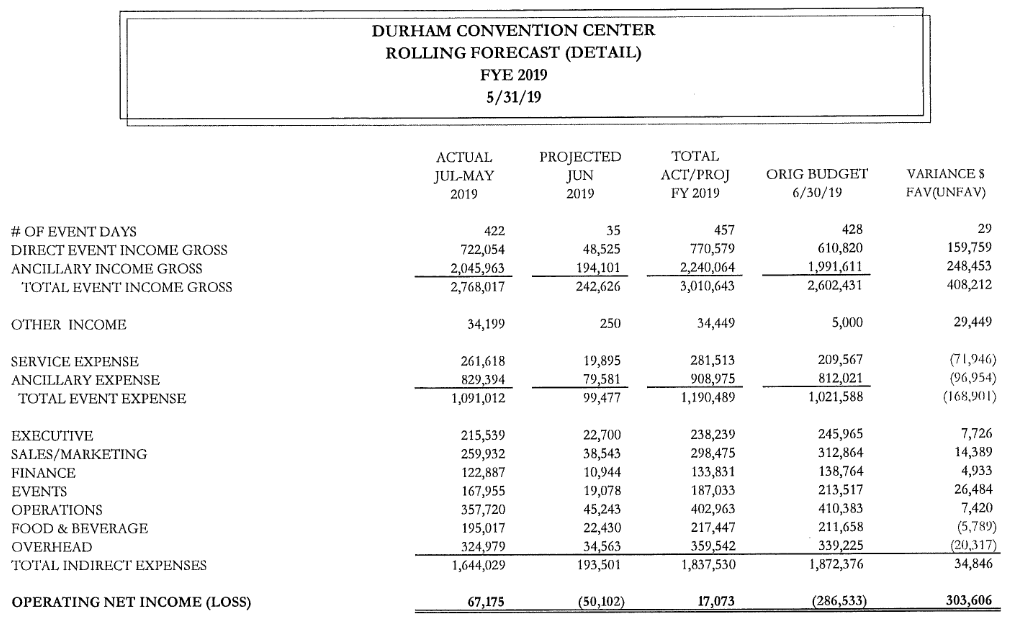 DURHAM CONVENTION CENTER
ROLLING FORECAST (DETAIL)
FYE 2019
5/31/19
ACTUAL PROJECTED TOTAL
JUL-MAY JUN ACT/PROJ ORIG BUDGET VARIANCE $
2019 2019 FY 2019 6/30/19 FAV(UNFAV)
# OF EVENT DAYS 422 35 457 428 29
DIRECT EVENT INCOME GROSS 722,054 48,525 770,579 610,820 159,759
ANCILLARY INCOME GROSS 2,045,963 194,101 2,240,064 1,991,611 248,453
TOTAL EVENT INCOME GROSS 2,768,017 242,626 3,010,643 2,602,431 408,212
OTHER INCOME 34,199 250 34,449 5,000 29,449
SERVICE EXPENSE 261,618 19,895 281,513 209,567 (71,946)
ANCILLARY EXPENSE 829,394 79,581 908,975 812,021 (96,954)
TOTAL EVENT EXPENSE 1,091,012 99,477 1,190,489 1,021,588 (168,901)
EXECUTIVE 215,539 22,700 238,239 245,965 7,726
SALES/MARKETING 259,932 38,543 298,475 312,864 14,389
FINANCE 122,887 10,944 133,831 138,764 4,933
EVENTS 167,955 19,078 187,033 213,517 26,484
OPERATIONS 357,720 45,243 402,963 410,383 7,420
FOOD & BEVERAGE 195,017 22,430 217,447 211,658 (5,789)
OVERHEAD 324,979 34,563 359,542 339,225 (20,317)
TOTAL INDIRECT EXPENSES 1,644,029 193,501 1,837,530 1,872,376 34,846
OPERATING NET INCOME (LOSS) 67,175 (50,102) 17,073 (286,533) 303,606